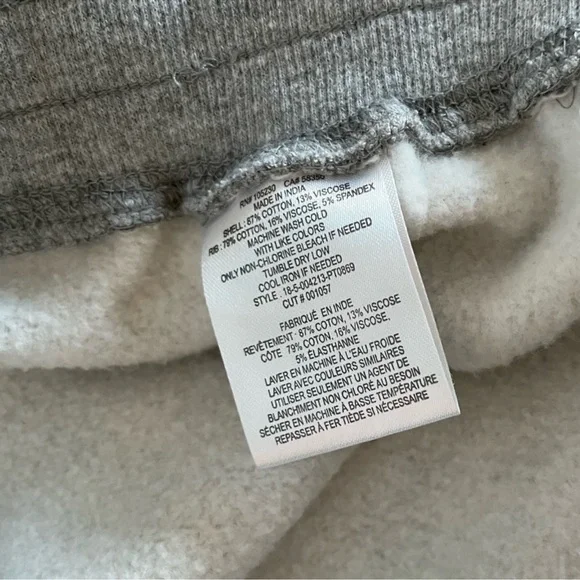 RN# 105230 CA# 58356
MADE IN INDIA
SHELL : 87% COTTON, 13% VISCOSE
RIB : 79% COTTON, 16% VISCOSE, 5% SPANDEX
MACHINE WASH COLD
WITH LIKE COLORS
ONLY NON-CHLORINE BLEACH IF NEEDED
TUMBLE DRY LOW
COOL IRON IF NEEDED
STYLE : 18-5-004213-PT0869
CUT # 001057
FABRIQUÉ EN INDE
REVÊTEMENT : 87% COTON, 13% VISCOSE
CÔTE 79% COTON, 16% VISCOSE,
5% ÉLASTHANNE
LAVER EN MACHINE À L'EAU FROIDE
LAVER AVEC COULEURS SIMILAIRES
UTILISER SEULEMENT UN AGENT DE
BLANCHIMENT NON CHLORÉ AU BESOIN
SÉCHER EN MACHINE À BASSE TEMPÉRATURE
REPASSER À FER TIÈDE SI NÉCESSAIRE